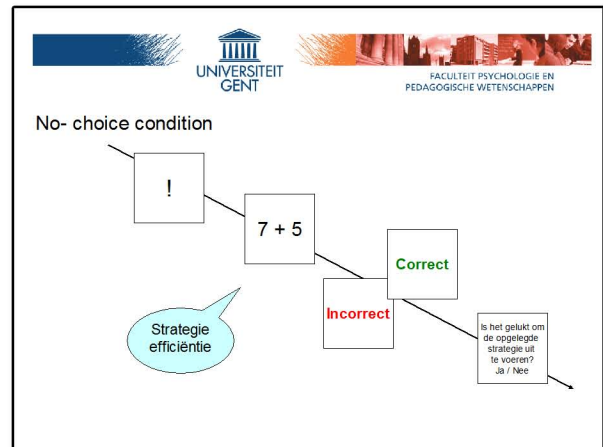 UNIVERSITEIT
GENT
FACULTEIT PSYCHOLOGIE EN
PEDAGOGISCHE WETENSCHAPPEN
No- choice condition
!
7 + 5
Correct
Incorrect
Strategie
efficiëntie
Is het gelukt om
de opgelegde
strategie uit
te voeren?
Ja / Nee